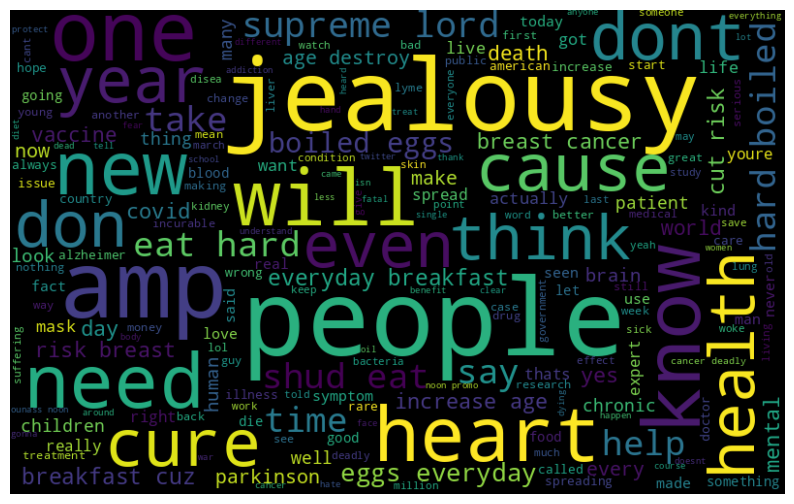 one
supreme lord
dont
everything
protect
cant
different
many
watch
bad
first
today
anyone
someone
lot
year
jealousy
age destroy
live
death
got
hope
disea
addiction
heard
public
american
increase
start
life
going
young
another
change
liver
lyme
everyone
treat
hand
take
vaccine
fear
mean
march
boiled eggs
breast cancer
may
great
study
cut risk
serious
hard boiled
now
dead
tell
thing
school
twitter
thank
youre
always
new
blood
want
condition
skin
cause
issue
making
will
came
isn
make
actually
last
patient
country
covid
incurable
less
fatal
spread
point
word
better
medical
kind
save
don
kidney
give
single
yeah
women
look
alzheimer
eat hard
understand
even
think
world
care
nothing
wrong
real
everyday breakfast
seen
brain
lung
old
never
fact
amp
said
keep
benefit
clear
case
let
use
still
way
mask
day
money
love
people
drug
government
week
man
know
health
suffering
risk breast
body
lol
guy
oil
bacteria
say
thats
yes
effect
sick
woke
living
cancer deadly
need
human
shud eat
noon promo
research
expert
dying
ounass noon
around
illness
told
symptom
increase age
chronic
happen
doctor
mental
children
right
back
work
die
time
rare
heart
food
much
help
gonna
really
cure
war
see
good
face
deadly
doesnt
treatment
well
called
every
course
breakfast cuz
parkinson
cancer
hate
million
eggs everyday
spreading
made
something